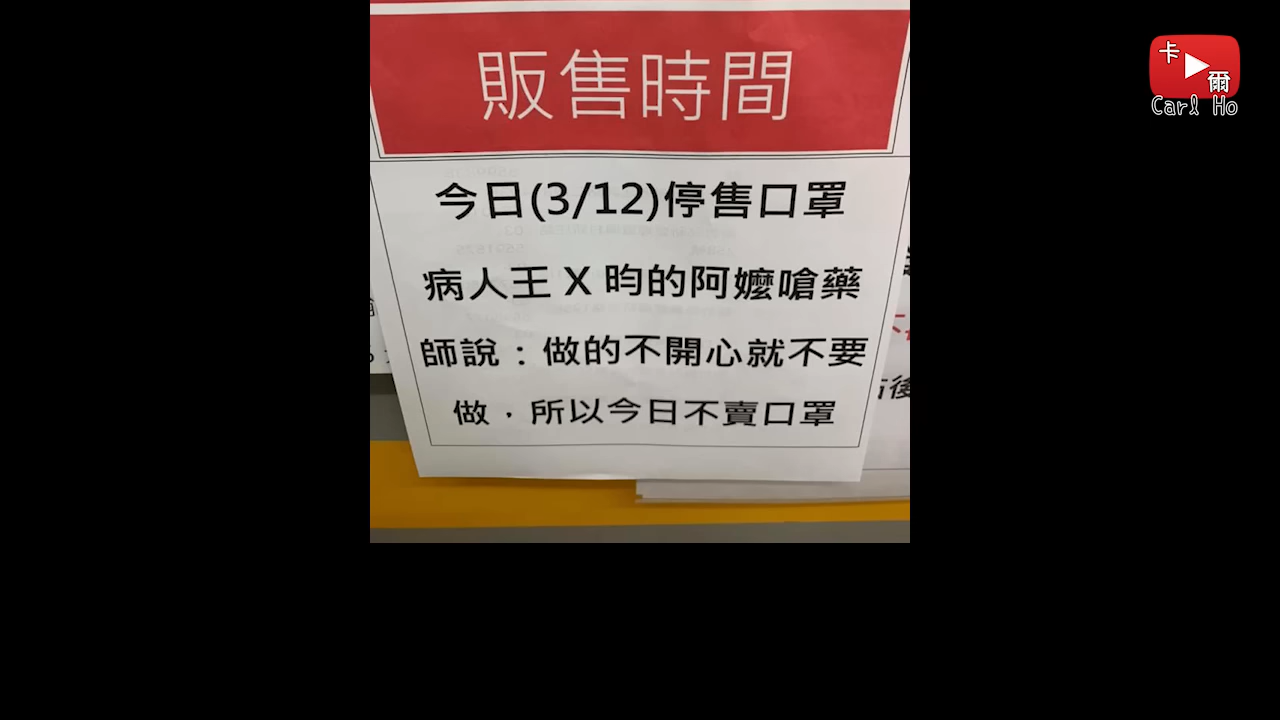 販售時間
今日(3/12)停售口罩
病人王 X 昀的阿嬤嗆藥
師說：做的不開心就不要
做，所以今日不賣口罩
後
卡
爾
Carl Ho